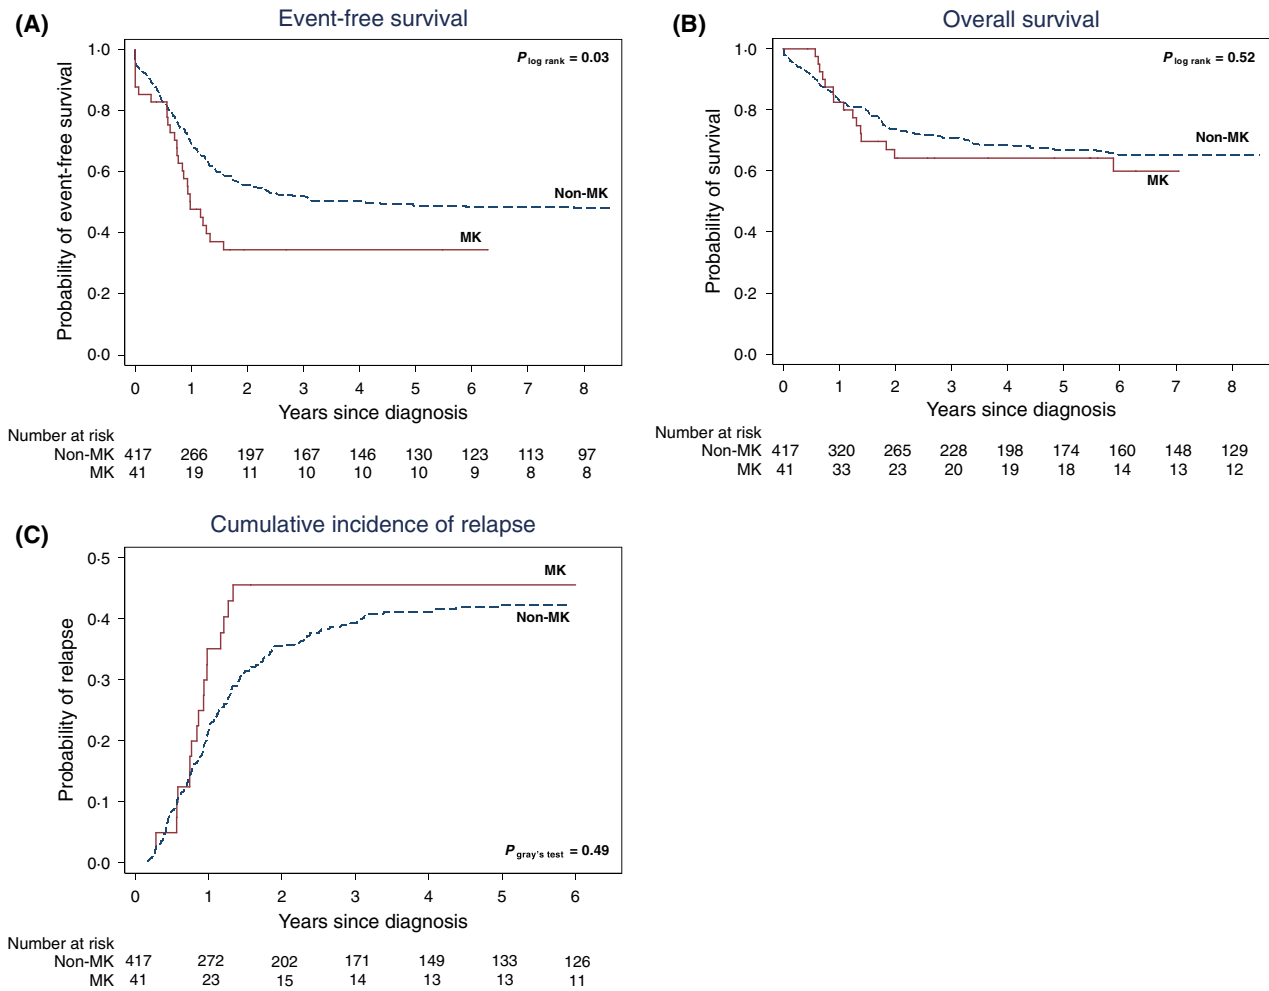 (A)
Event-free survival
Probability of event-free survival
1·0
0·8
0·6
0·4
0·2
0·0
P log rank = 0.03
Non-MK
MK
0 1 2 3 4 5 6 7 8
Years since diagnosis
Number at risk
Non-MK 417 266 197 167 146 130 123 113 97
MK 41 19 11 10 10 10 9 8 8
(B)
Overall survival
Probability of survival
1·0
0·8
0·6
0·4
0·2
0·0
P log rank = 0.52
Non-MK
MK
0 1 2 3 4 5 6 7 8
Years since diagnosis
Number at risk
Non-MK 417 320 265 228 198 174 160 148 129
MK 41 33 23 20 19 18 14 13 12
(C)
Cumulative incidence of relapse
Probability of relapse
0·5
0·4
0·3
0·2
0·1
0·0
MK
Non-MK
P gray's test = 0.49
0 1 2 3 4 5 6
Years since diagnosis
Number at risk
Non-MK 417 272 202 171 149 133 126
MK 41 23 15 14 13 13 11